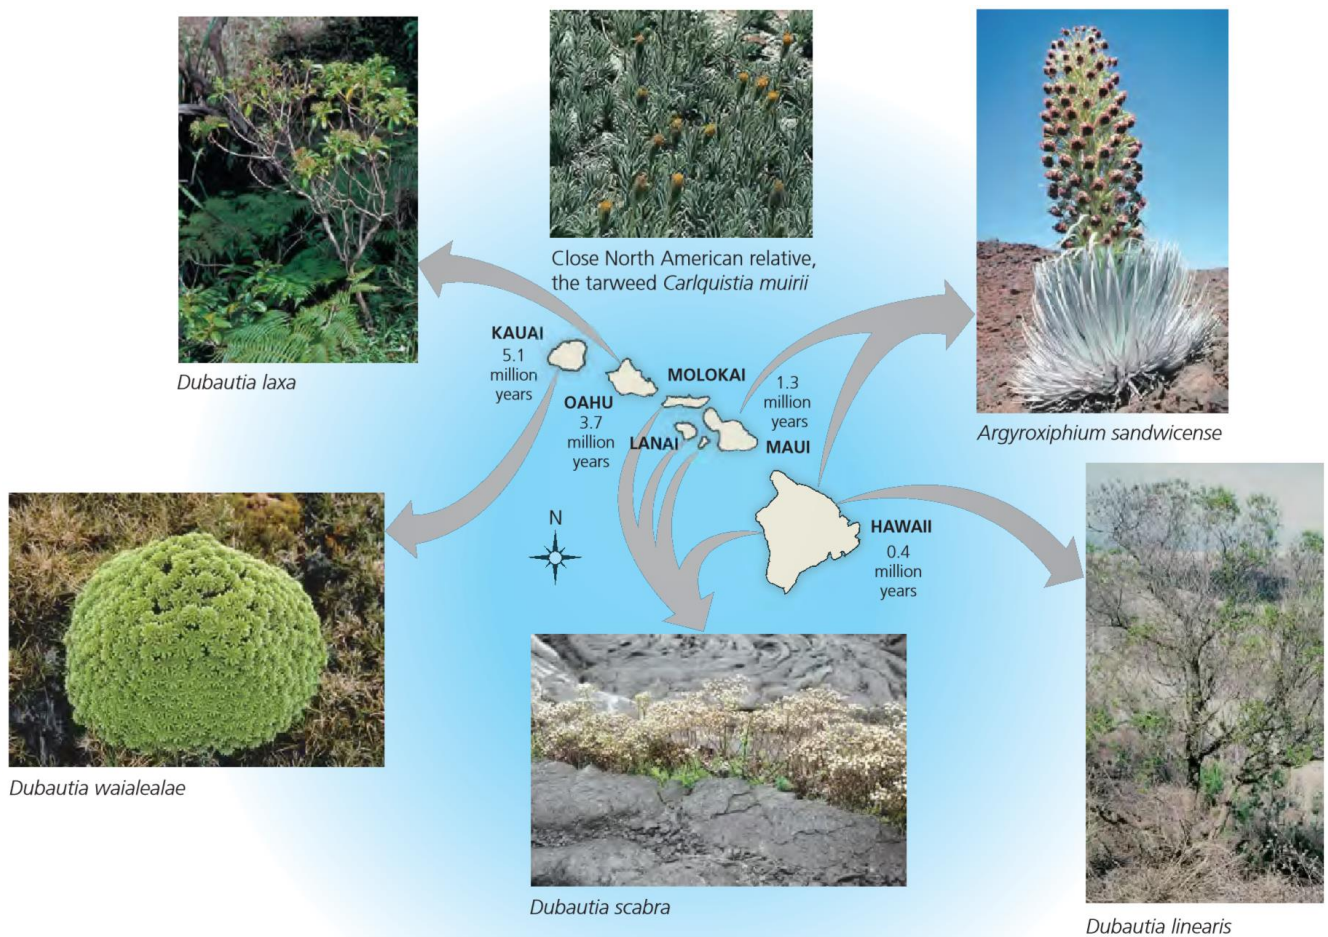 Close North American relative,
the tarweed Carlquistia muirii
Dubautia laxa
KAUAI
5.1
million
years
OAHU
3.7
million
years
MOLOKAI
LANAI
1.3
million
years
MAUI
Argyroxiphium sandwicense
N
HAWAII
0.4
million
years
Dubautia waialealae
Dubautia scabra
Dubautia linearis